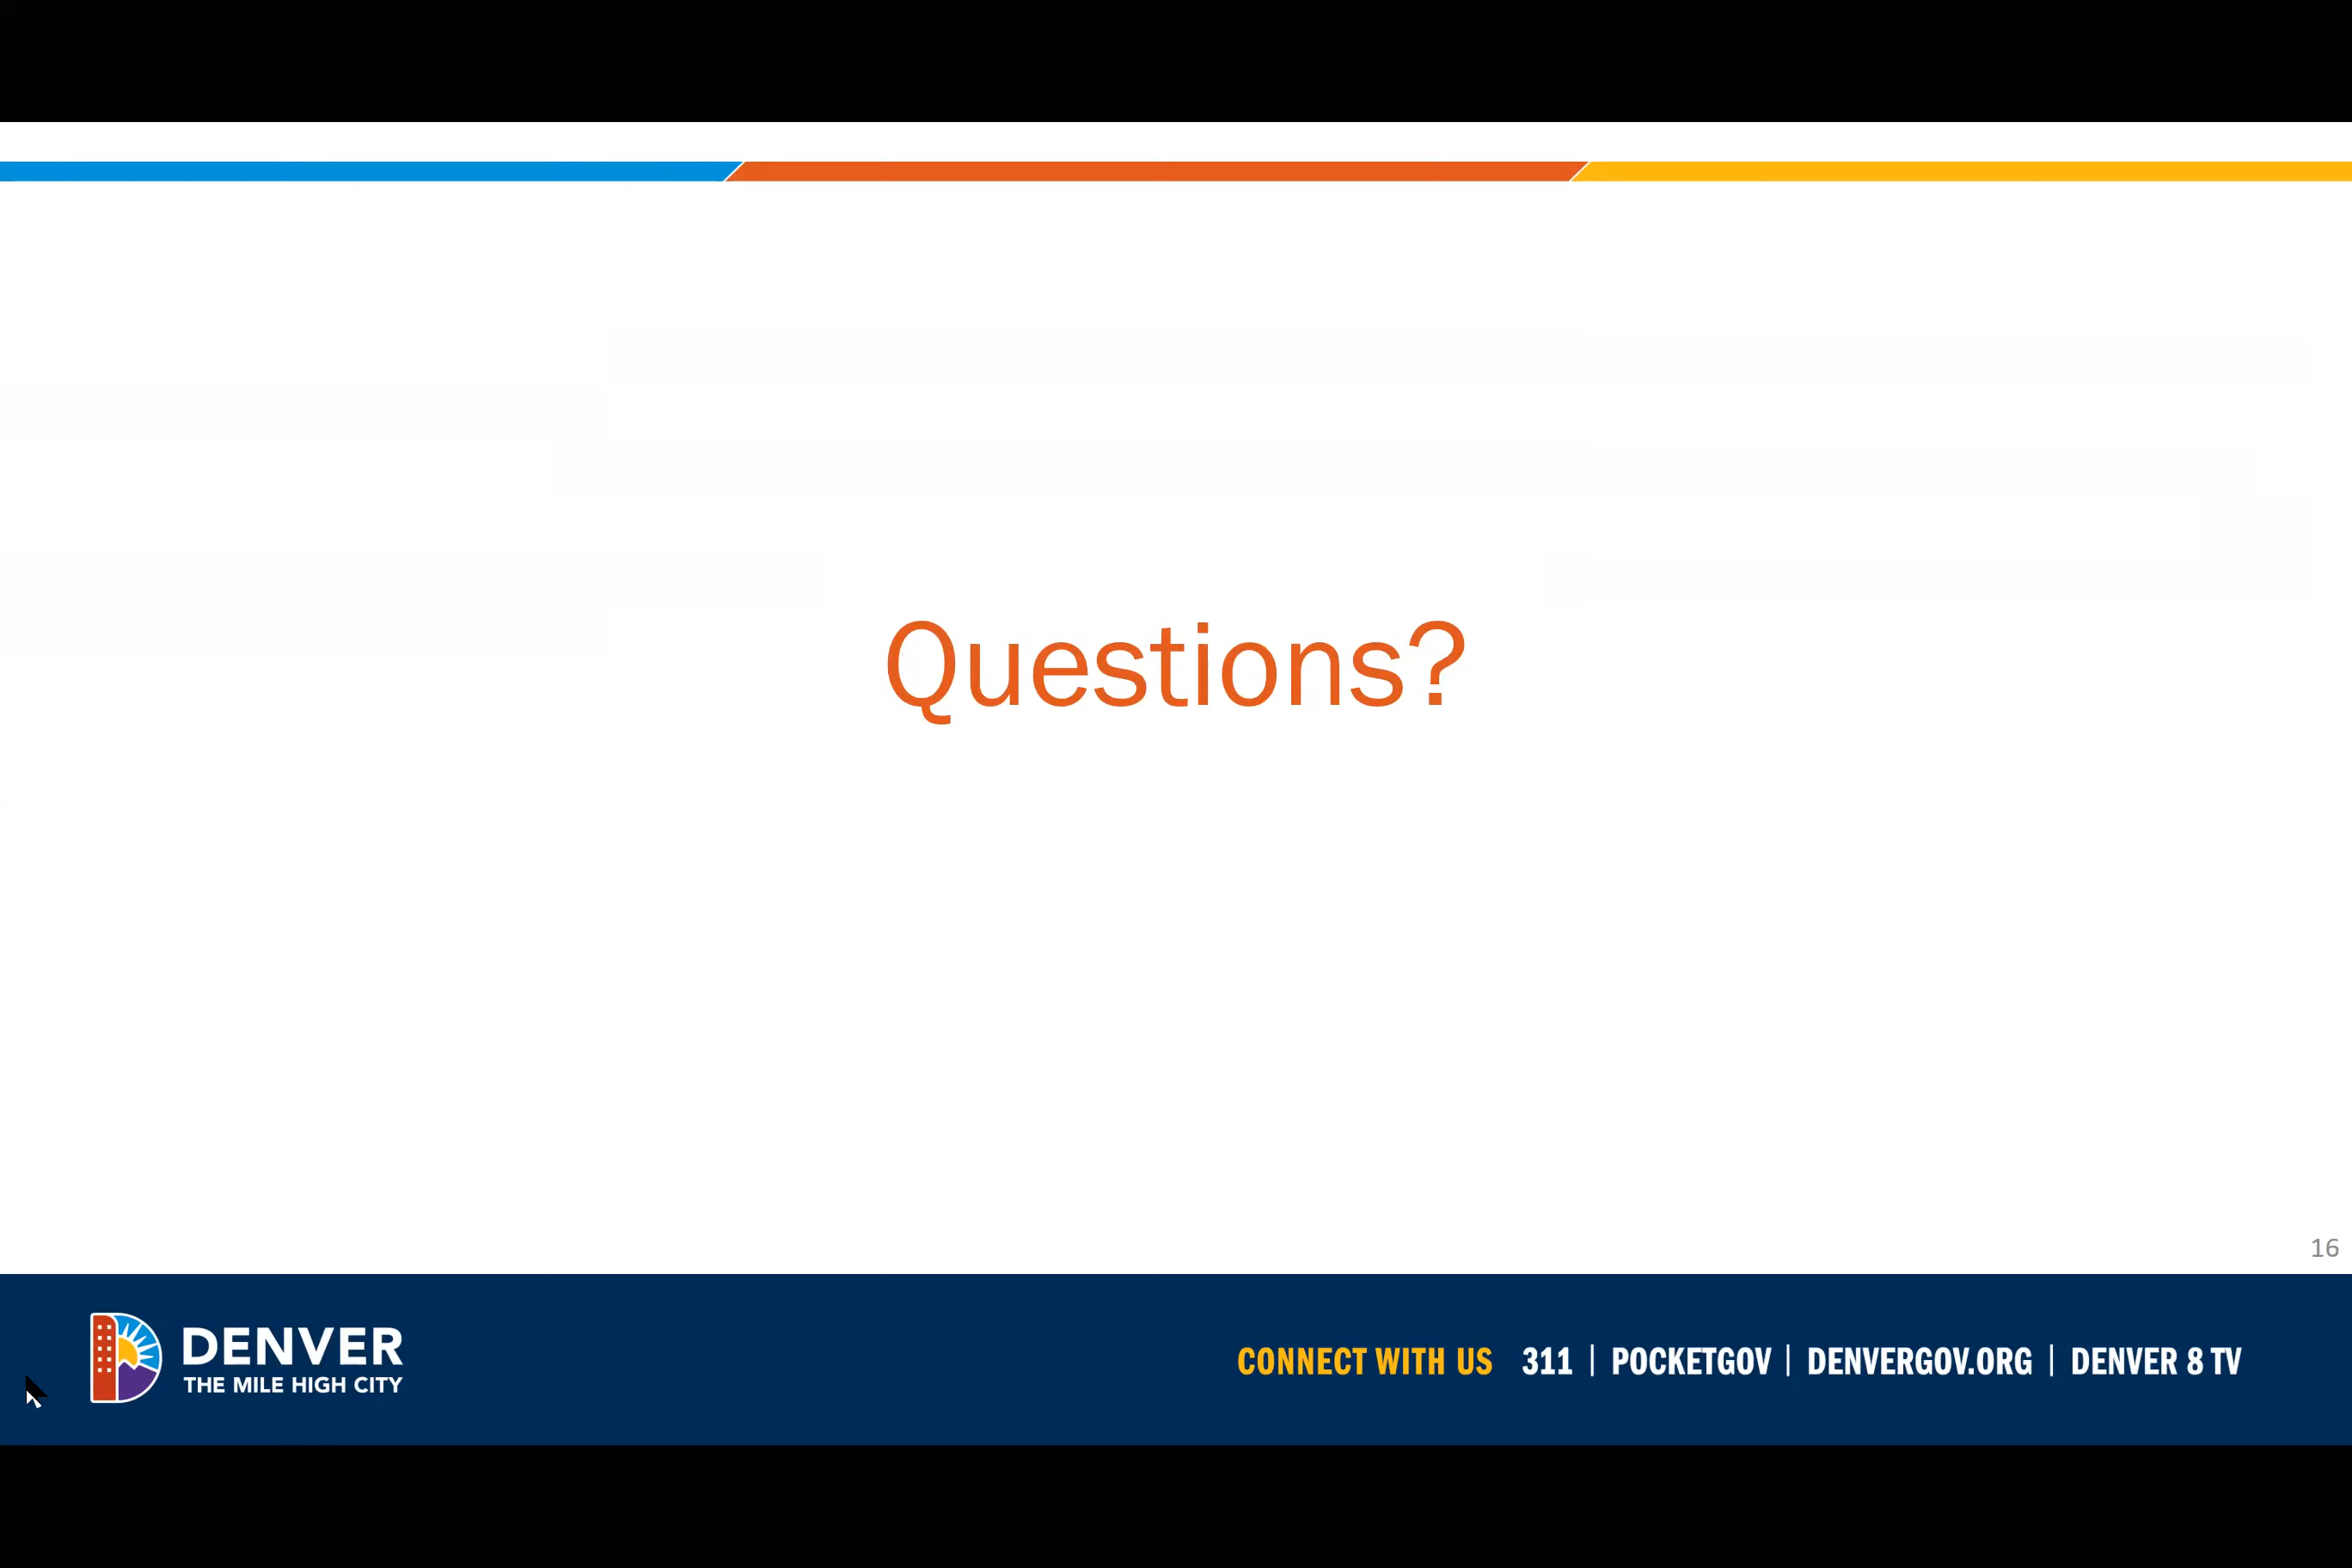 Questions?
16
DENVER
THE MILE HIGH CITY
CONNECT WITH US 311 | POCKETGOV | DENVERGOV.ORG | DENVER 8 TV